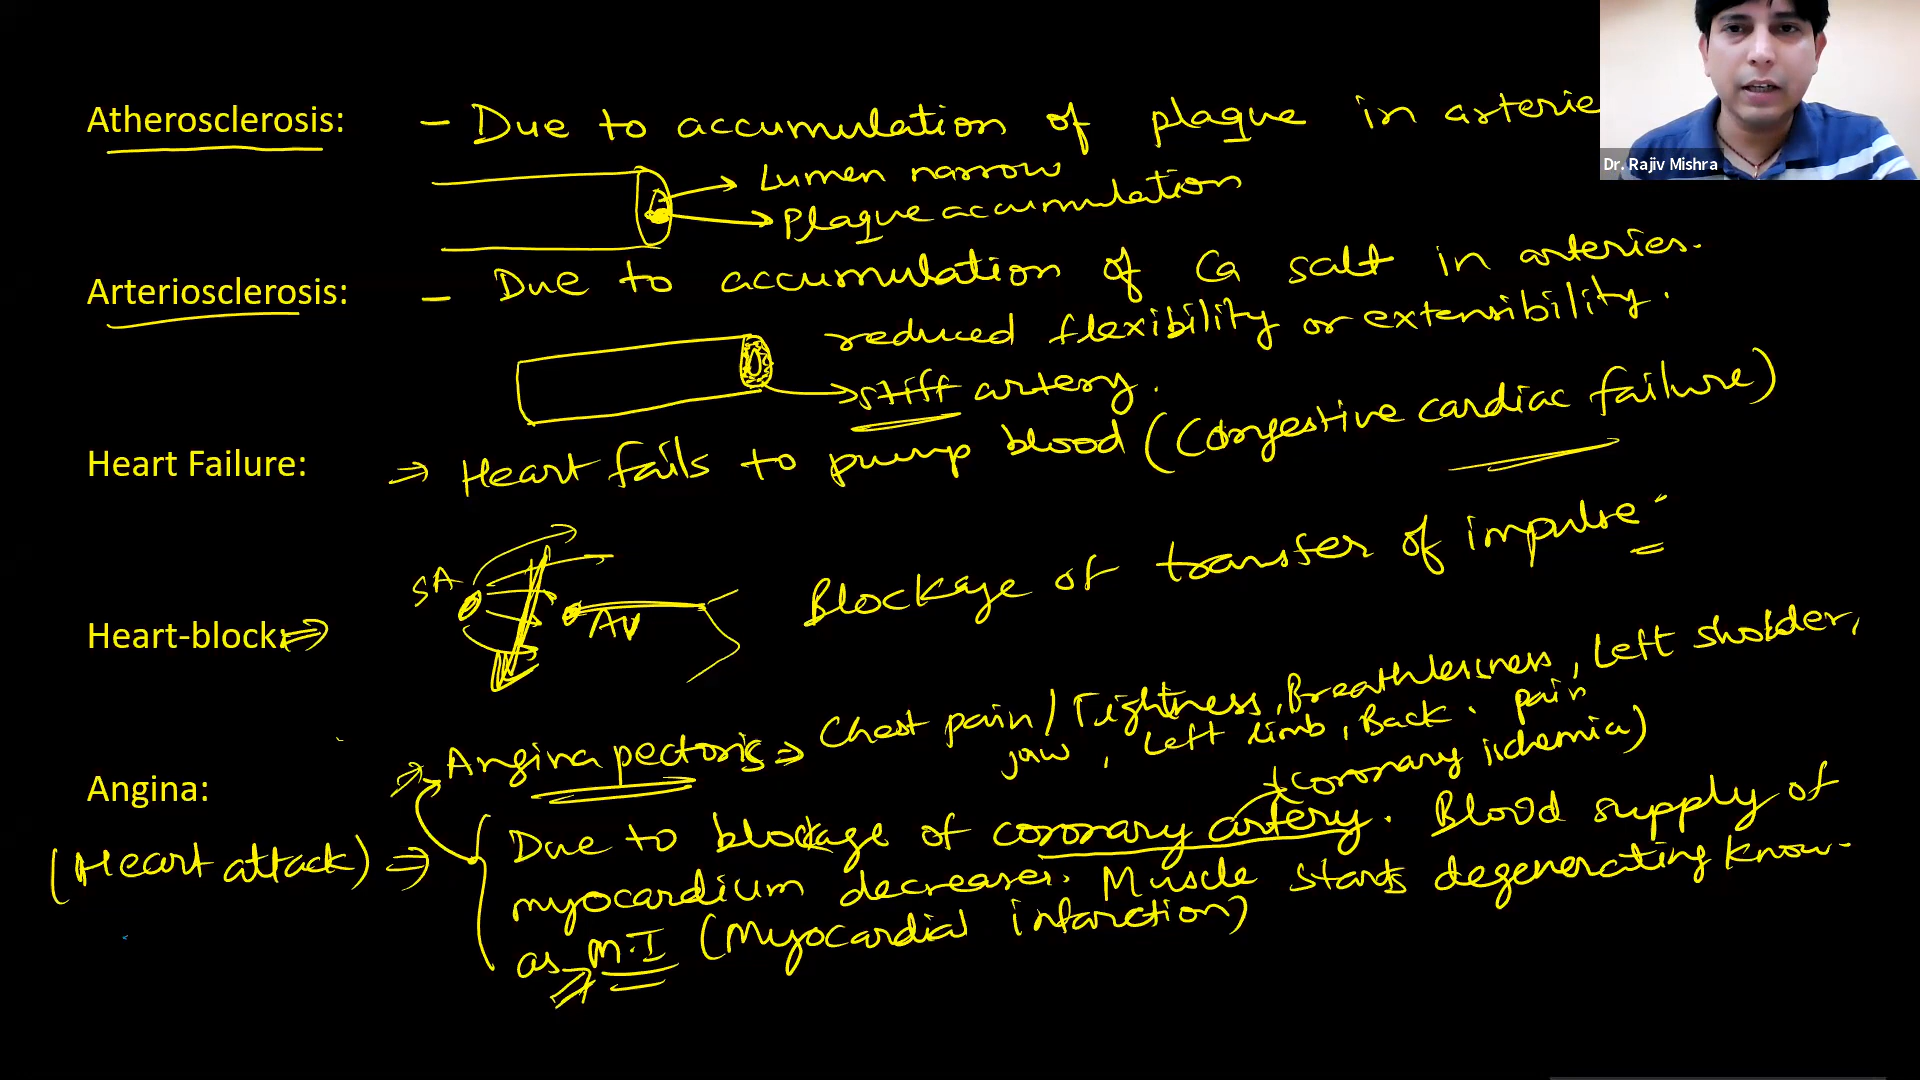 Atherosclerosis: - Due to accumulation of plaque in arterie
Dr. Rajiv Mishra
Lumen narrow
Plaque accumulation
Arteriosclerosis: - Due to accumulation of Ca salt in arteries.
reduced flexibility or extensibility.
stiff artery.
Heart Failure: ⇒ Heart fails to pump blood (Congestive cardiac failure)
SA
AV
Heart-block: ⇒ Blockage of transfer of impulse
Angina: ⇒ Angina pectoris ⇒ Chest pain / Tightness, Breathlessness, Left sholder,
jaw, Left limb, Back. pain
(coronary ischemia)
(Heart attack) ⇒ Due to blockage of coronary artery. Blood supply of
myocardium decreases. Muscle starts degenerating know-
as M.I (Myocardial infarction)